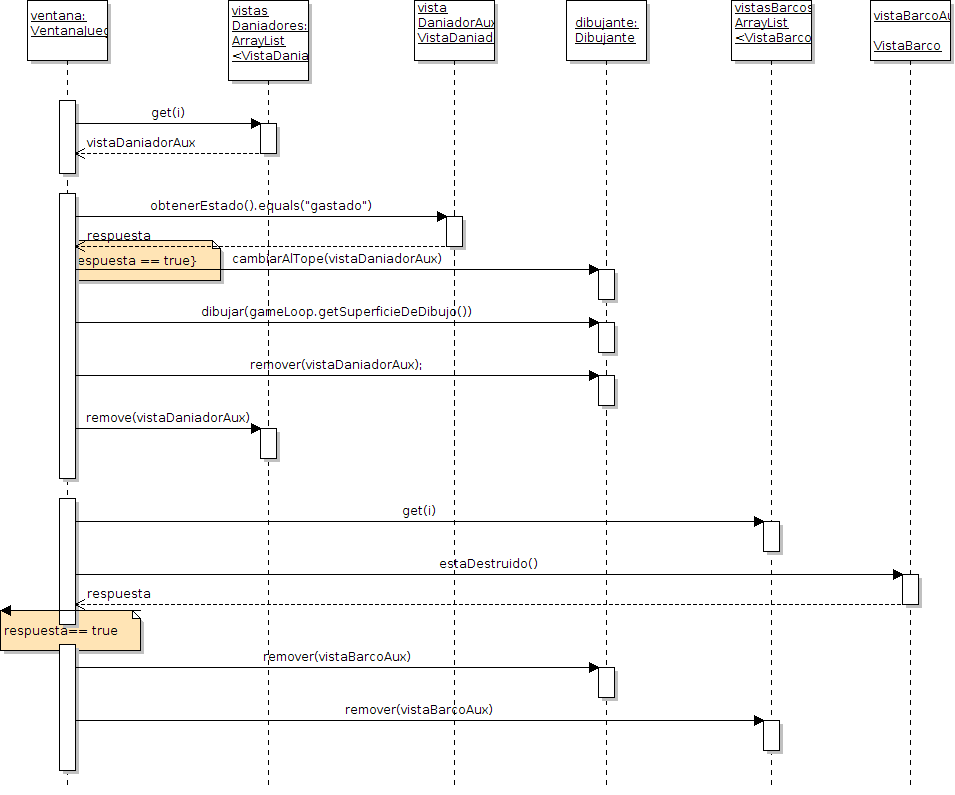 ventana:
VentanaJueg
vistas
Daniadores:
ArrayList
<VistaDania
vista
DaniadorAux
VistaDaniad
dibujante:
Dibujante
vistasBarcos
ArrayList
<VistaBarco
vistaBarcoAu
VistaBarco
get(i)
vistaDaniadorAux
obtenerEstado().equals("gastado")
respuesta
espuesta == true}
cambiarAlTope(vistaDaniadorAux)
dibujar(gameLoop.getSuperficieDeDibujo())
remover(vistaDaniadorAux);
remove(vistaDaniadorAux)
get(i)
estaDestruido()
respuesta
respuesta== true
remover(vistaBarcoAux)
remover(vistaBarcoAux)